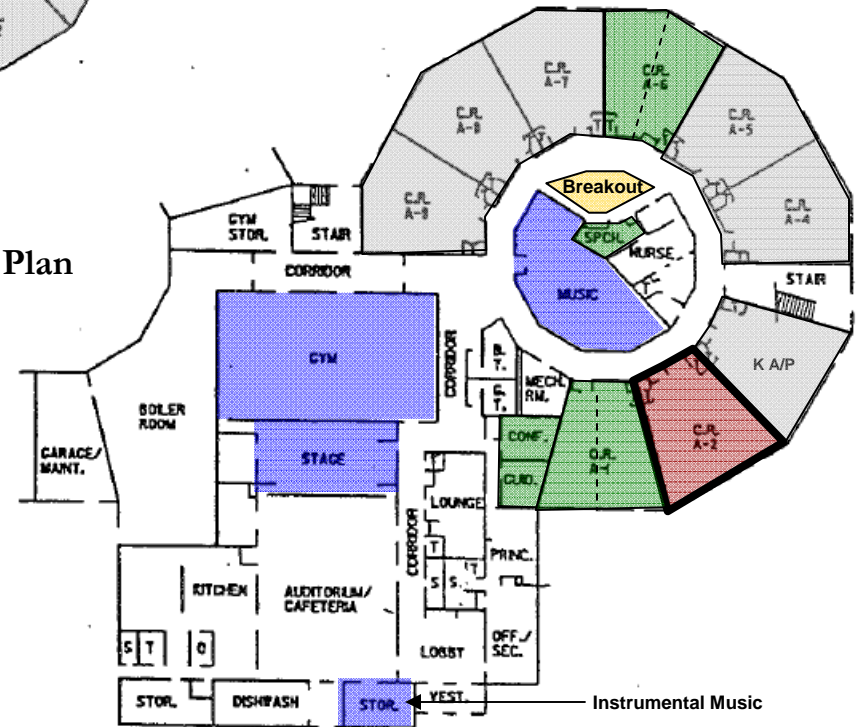 C.R.
A-7
C.R.
A-6
C.R.
A-8
C.R.
A-5
C.R.
A-9
C.R.
A-4
Breakout
SPCH.
NURSE
MUSIC
GYM
STOR.
STAIR
Plan
CORRIDOR
STAIR
GYM
CORRIDOR
MECH.
RM.
K A/P
BOILER
ROOM
GARAGE/
MAINT.
STAGE
CONF.
GUID.
C.R.
A-1
C.R.
A-2
LOUNGE
CORRIDOR
T
PRINC.
S
S.
T
KITCHEN
AUDITORIUM/
CAFETERIA
LOBBY
OFF./
SEC.
S
T
O
STOR.
DISHWASH
STOR.
VEST.
Instrumental Music